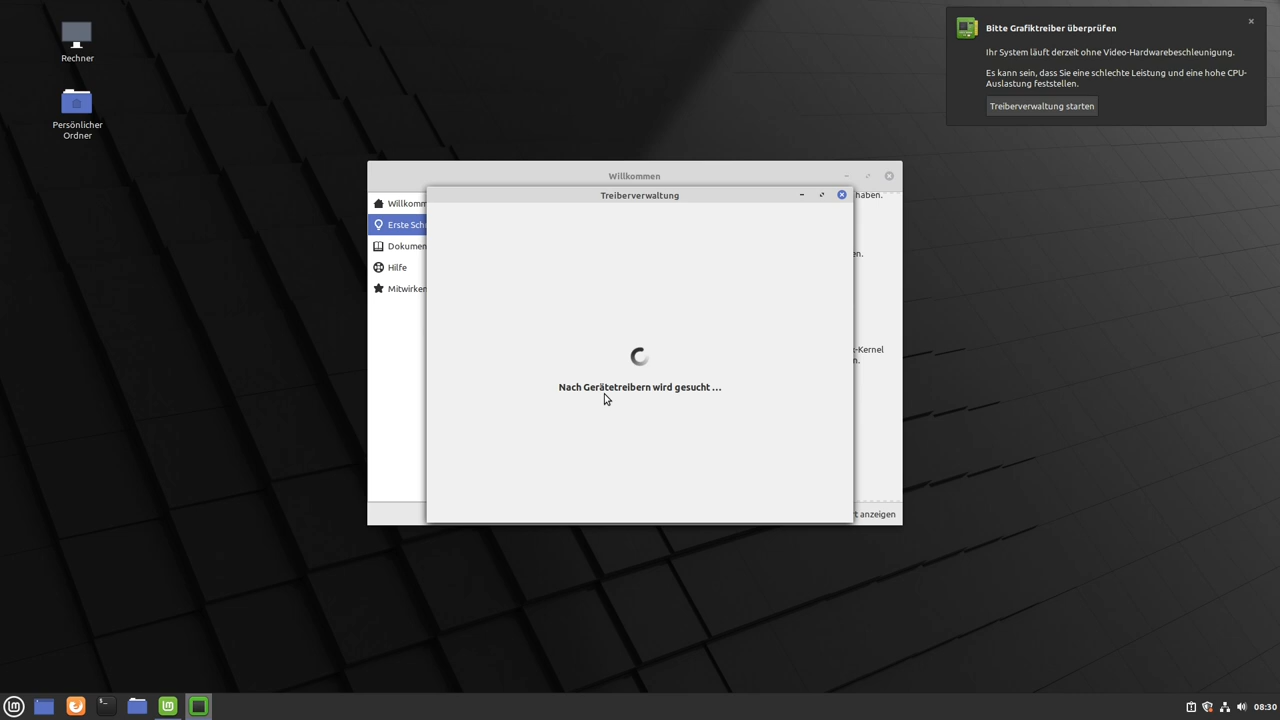 Rechner
Persönlicher
Ordner
Bitte Grafiktreiber überprüfen
Ihr System läuft derzeit ohne Video-Hardwarebeschleunigung.
Es kann sein, dass Sie eine schlechte Leistung und eine hohe CPU-
Auslastung feststellen.
Treiberverwaltung starten
Willkommen
Treiberverwaltung
haben.
Willkomm
Erste Sch
Dokumen
en.
Hilfe
Mitwirken
x-Kernel
n.
Nach Gerätetreibern wird gesucht ...
t anzeigen
08:30